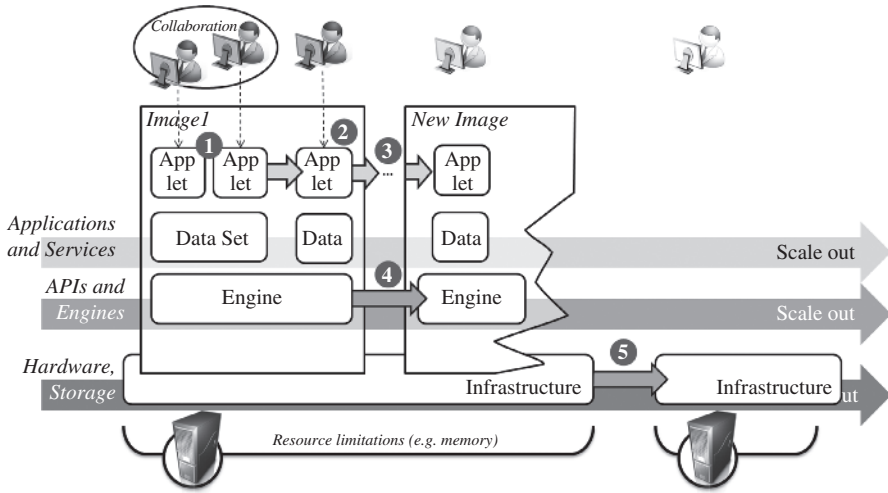 Collaboration
Image1
New Image
1
2
3
App
let
App
let
App
let
...
App
let
Applications
and Services
Data Set
Data
Data
Scale out
4
APIs and
Engines
Engine
Engine
Scale out
5
Hardware,
Storage
Infrastructure
Infrastructure
out
Resource limitations (e.g. memory)